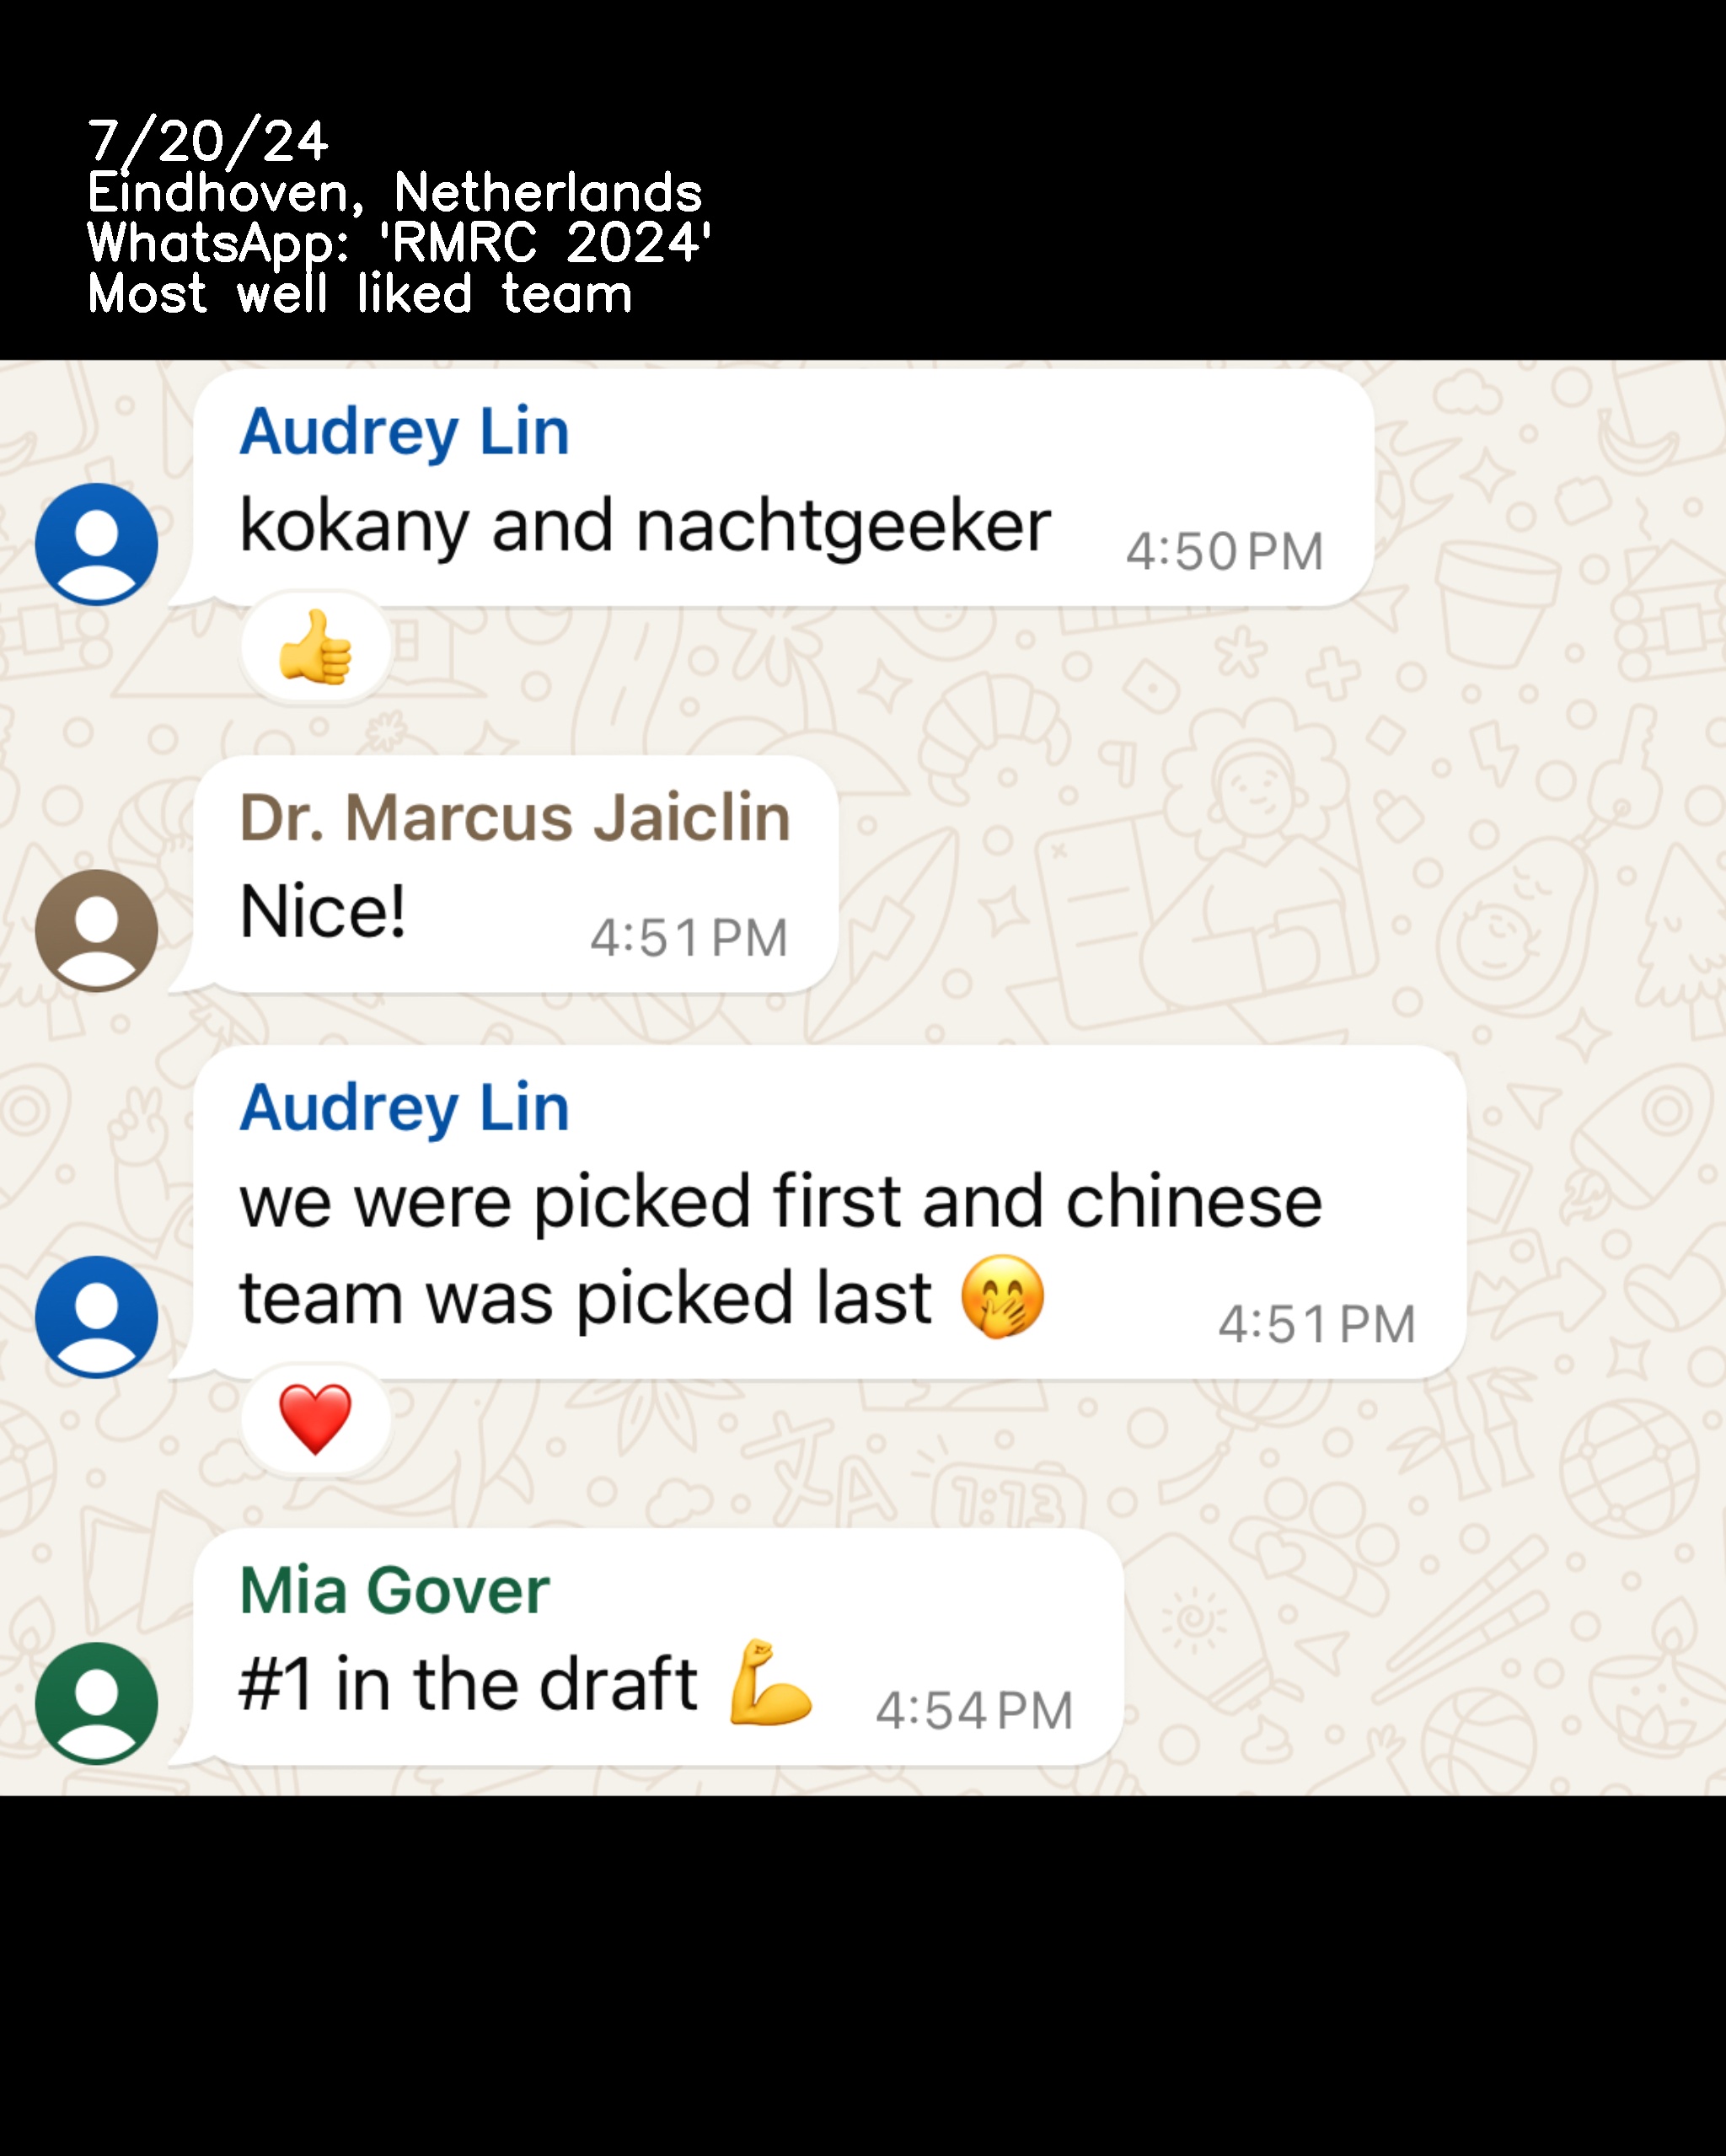 7/20/24
Eindhoven, Netherlands
WhatsApp: 'RMRC 2024'
Most well liked team
Audrey Lin
kokany and nachtgeeker 4:50 PM
👍
Dr. Marcus Jaiclin
Nice! 4:51 PM
Audrey Lin
we were picked first and chinese
team was picked last 🤭 4:51 PM
❤️
Mia Gover
#1 in the draft 💪 4:54 PM